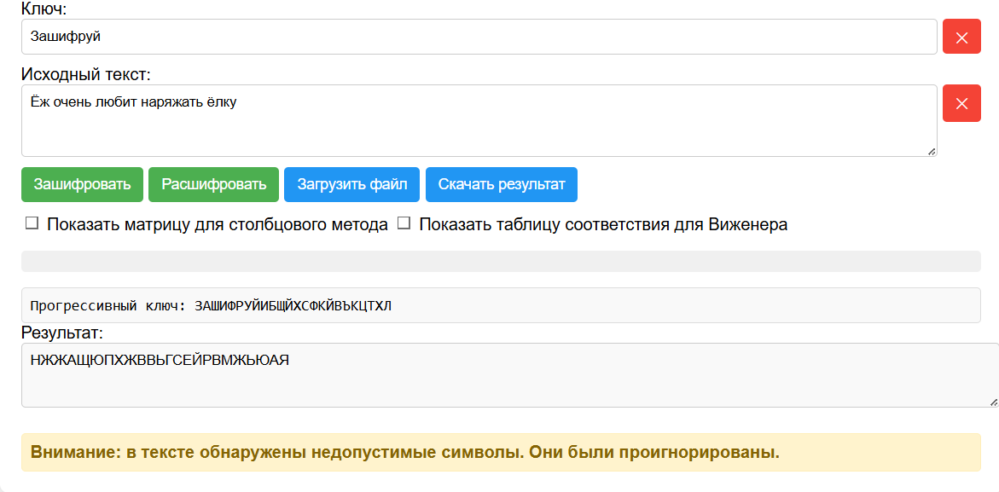 Ключ:
Зашифруй
Исходный текст:
Ёж очень любит наряжать ёлку
Зашифровать Расшифровать Загрузить файл Скачать результат
Показать матрицу для столбцового метода Показать таблицу соответствия для Виженера
Прогрессивный ключ: ЗАШИФРУЙИБЩЙХСФКЙВЪКЦТХЛ
Результат:
НЖЖАЩЮПХЖВВЬГСЕЙРВМЖЬЮАЯ
Внимание: в тексте обнаружены недопустимые символы. Они были проигнорированы.